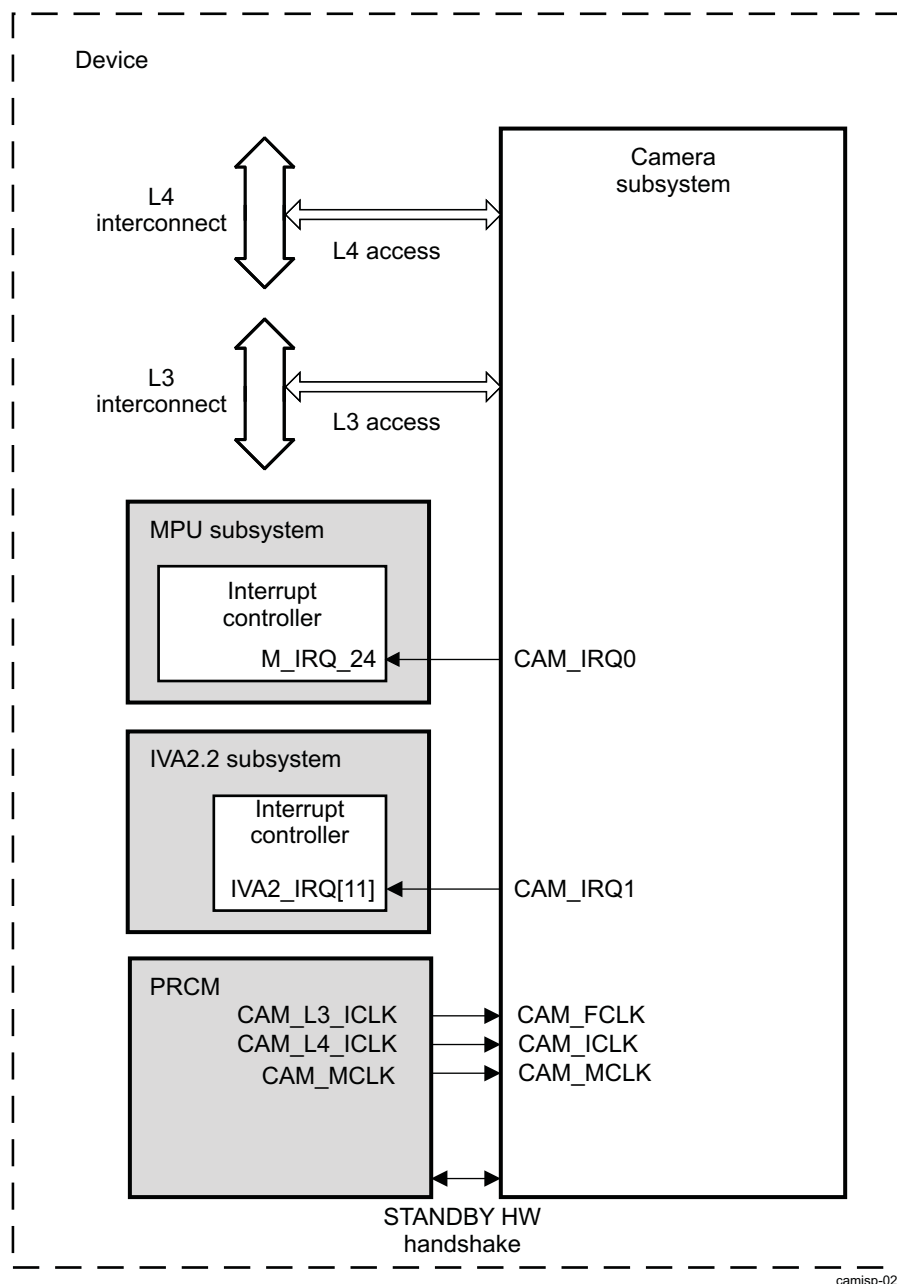 Device
Camera
subsystem
L4
interconnect
L4 access
L3
interconnect
L3 access
MPU subsystem
Interrupt
controller
M_IRQ_24
CAM_IRQ0
IVA2.2 subsystem
Interrupt
controller
IVA2_IRQ[11]
CAM_IRQ1
PRCM
CAM_L3_ICLK
CAM_FCLK
CAM_L4_ICLK
CAM_ICLK
CAM_MCLK
CAM_MCLK
STANDBY HW
handshake
camisp-02